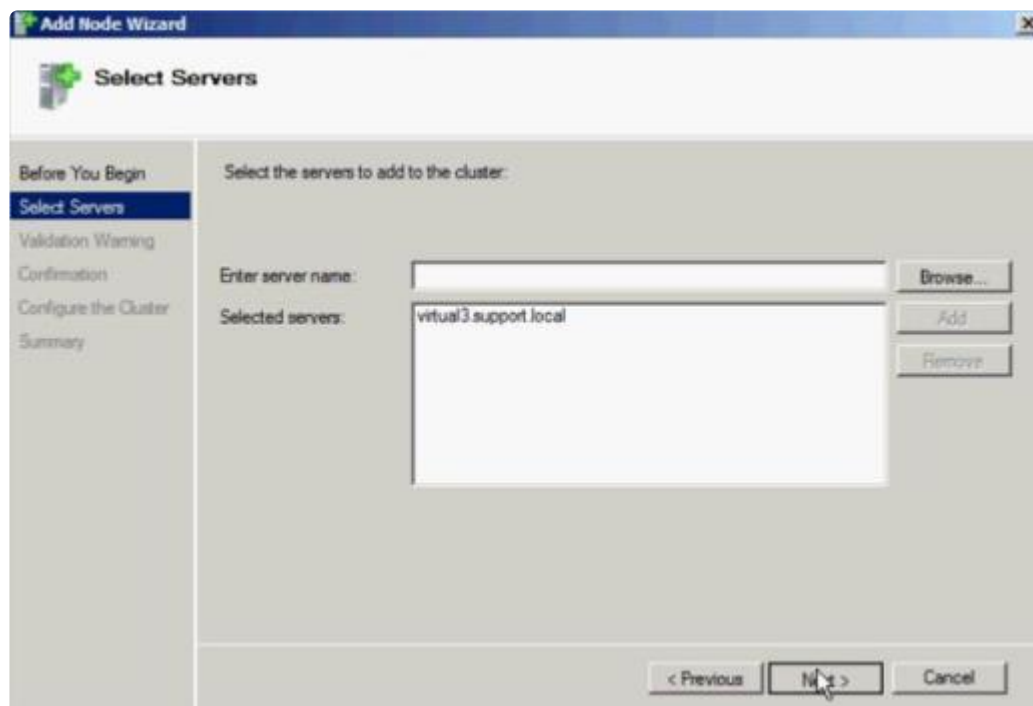 Add Node Wizard
Select Servers
Before You Begin
Select Servers
Validation Warning
Confirmation
Configure the Cluster
Summary
Select the servers to add to the cluster:
Enter server name:
Browse...
Selected servers:
virtual3.support.local
Add
Remove
< Previous
Next >
Cancel